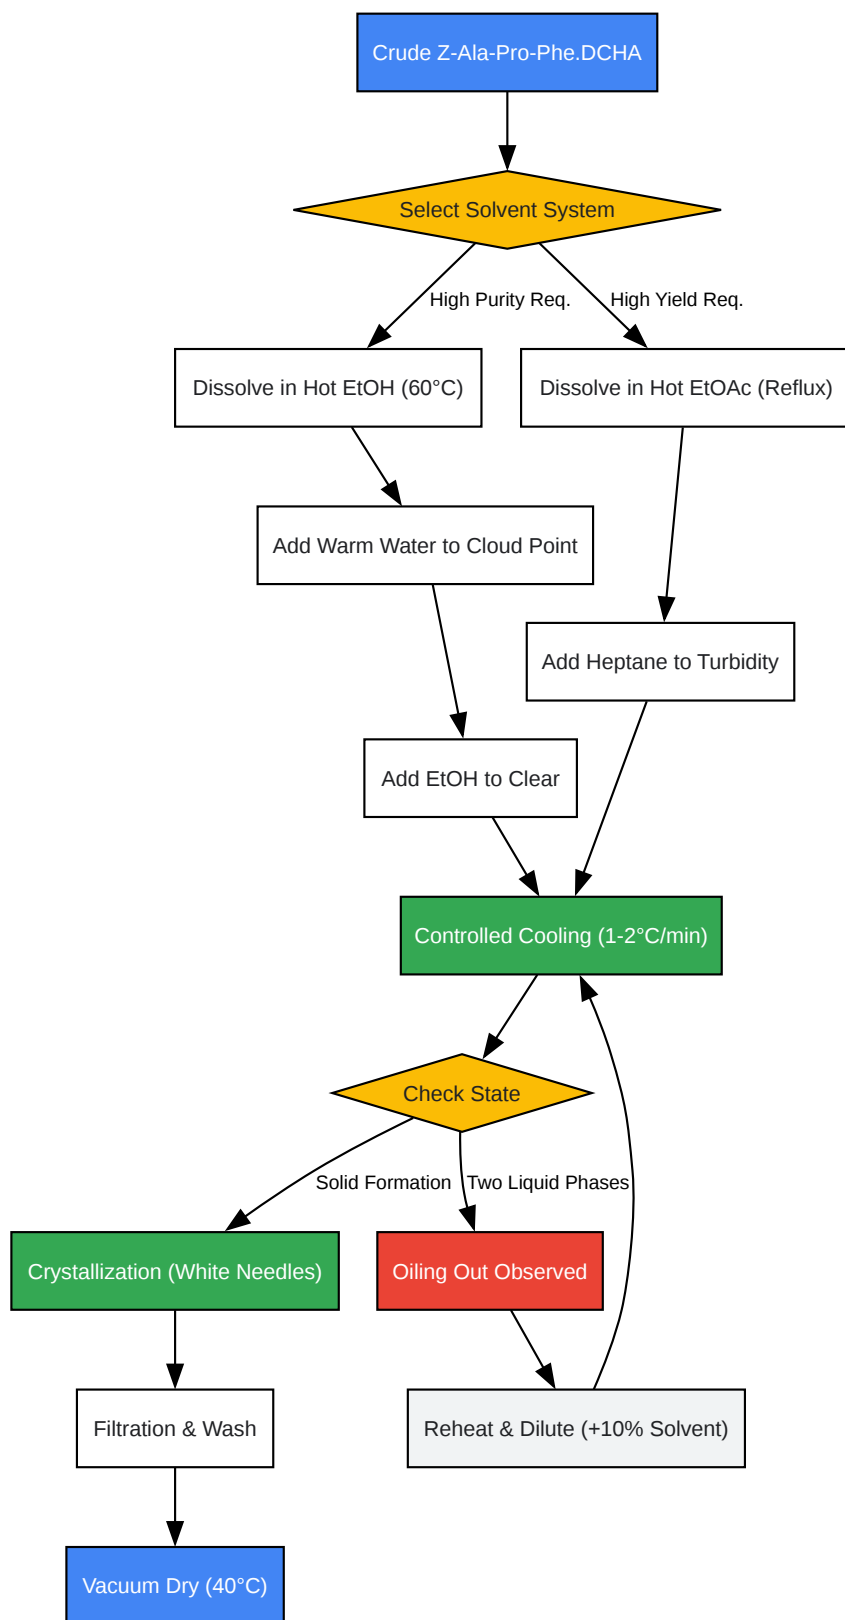 Crude Z-Ala-Pro-Phe.DCHA
Select Solvent System
High Purity Req.
High Yield Req.
Dissolve in Hot EtOH (60°C)
Dissolve in Hot EtOAc (Reflux)
Add Warm Water to Cloud Point
Add Heptane to Turbidity
Add EtOH to Clear
Controlled Cooling (1-2°C/min)
Check State
Solid Formation
Two Liquid Phases
Crystallization (White Needles)
Oiling Out Observed
Filtration & Wash
Reheat & Dilute (+10% Solvent)
Vacuum Dry (40°C)